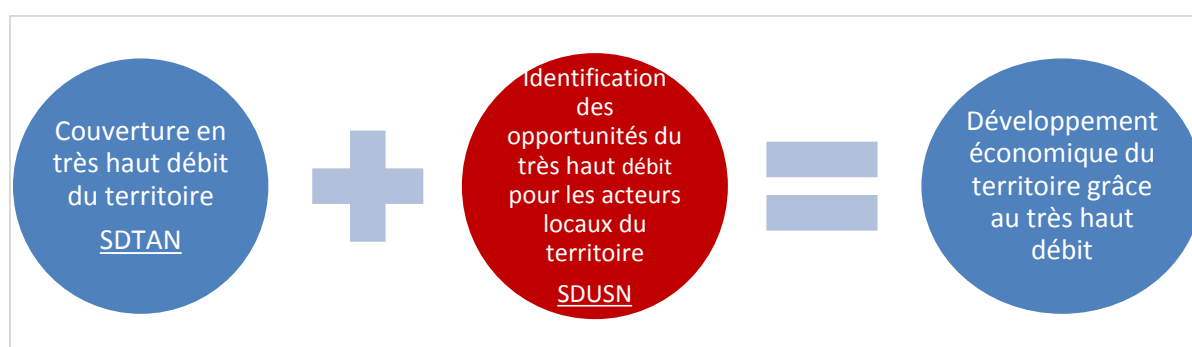 Couverture en
très haut débit
du territoire
SDTAN
Identification
des
opportunités du
très haut débit
pour les acteurs
locaux du
territoire
SDUSN
Développement
économique du
territoire grâce
au très haut
débit